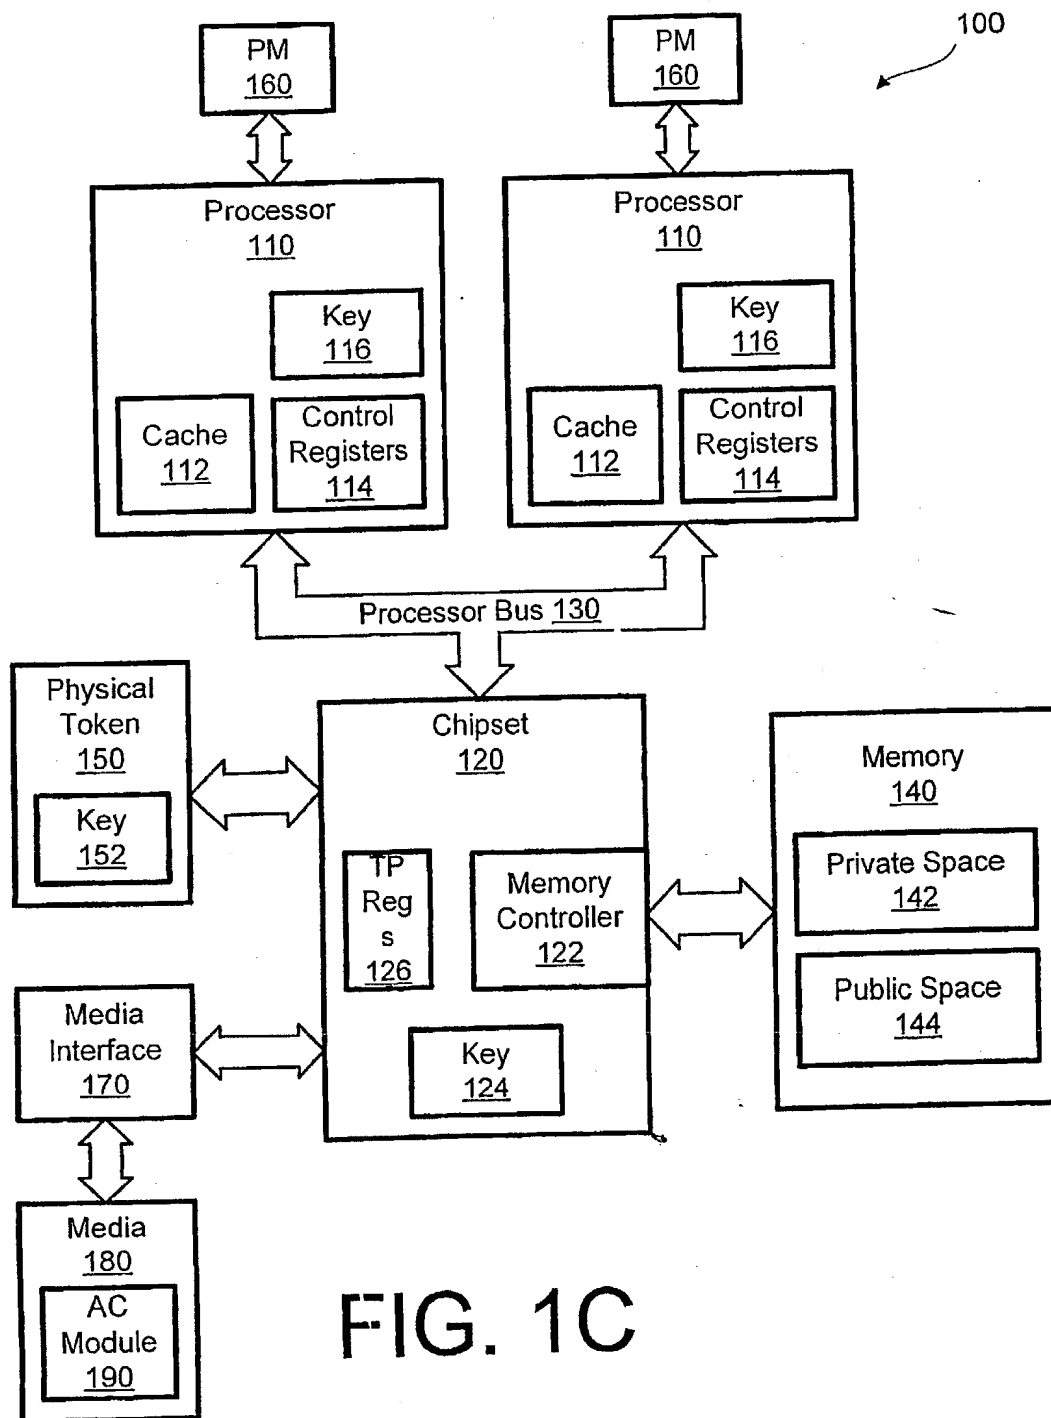 100
PM
160
PM
160
Processor
110
Key
116
Cache
112
Control
Registers
114
Processor
110
Key
116
Cache
112
Control
Registers
114
Processor Bus 130
Physical
Token
150
Key
152
Chipset
120
TP
Reg
s
126
Memory
Controller
122
Key
124
Memory
140
Private Space
142
Public Space
144
Media
Interface
170
Media
180
AC
Module
190
FIG. 1C